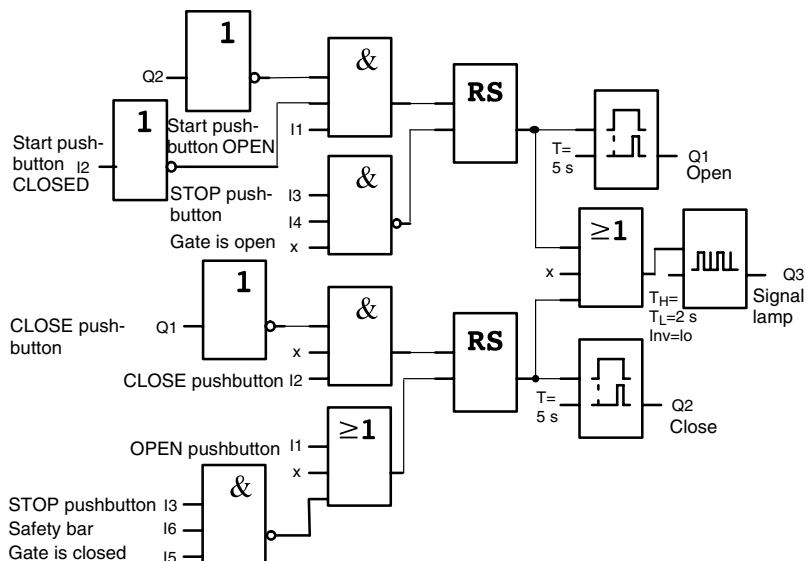 1
Q2
&
RS
1
Start push-
button OPEN
I1
Start push-
button
CLOSED
I2
T=
5 s
Q1
Open
&
STOP push-
button
I3
I4
Gate is open
x
≥1
x
Q3
Signal
lamp
TH=
TL=2 s
Inv=lo
1
CLOSE push-
button
Q1
&
x
CLOSE pushbutton I2
RS
T=
5 s
Q2
Close
≥1
OPEN pushbutton I1
x
&
STOP pushbutton I3
Safety bar I6
Gate is closed I5